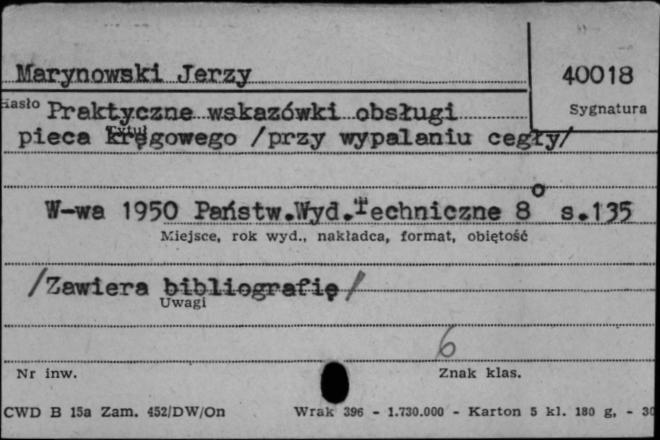 Marynowski Jerzy
40018
Hasło
Sygnatura
Praktyczne wskazówki obsługi
Tytuł
pieca kręgowego /przy wypalaniu cegły/
W-wa 1950 Państw.Wyd.Techniczne 8° s.135
Miejsce, rok wyd., nakładca, format, objętość
/Zawiera bibliografię/
Uwagi
6
Nr inw.
Znak klas.
CWD B 15a Zam. 452/DW/On Wrak 396 - 1.730.000 - Karton 5 kl. 180 g, - 30